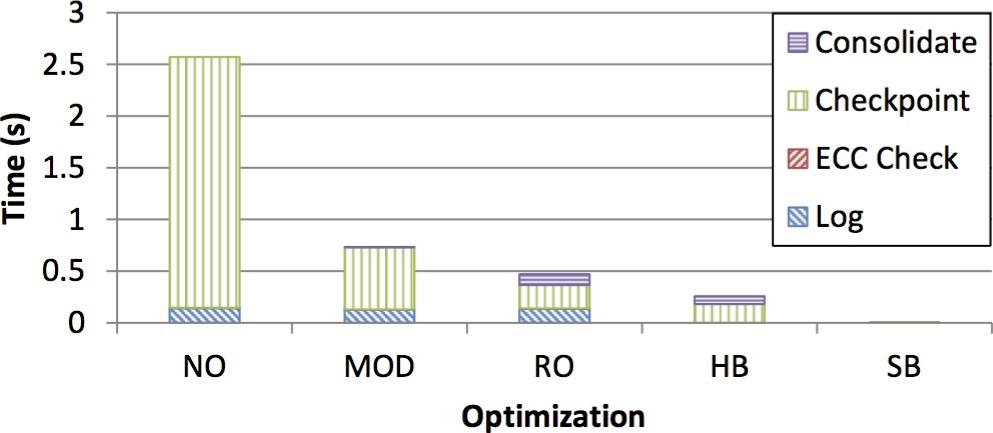 3
2.5
2
1.5
1
0.5
0
Time (s)
Consolidate
Checkpoint
ECC Check
Log
NO MOD RO HB SB
Optimization